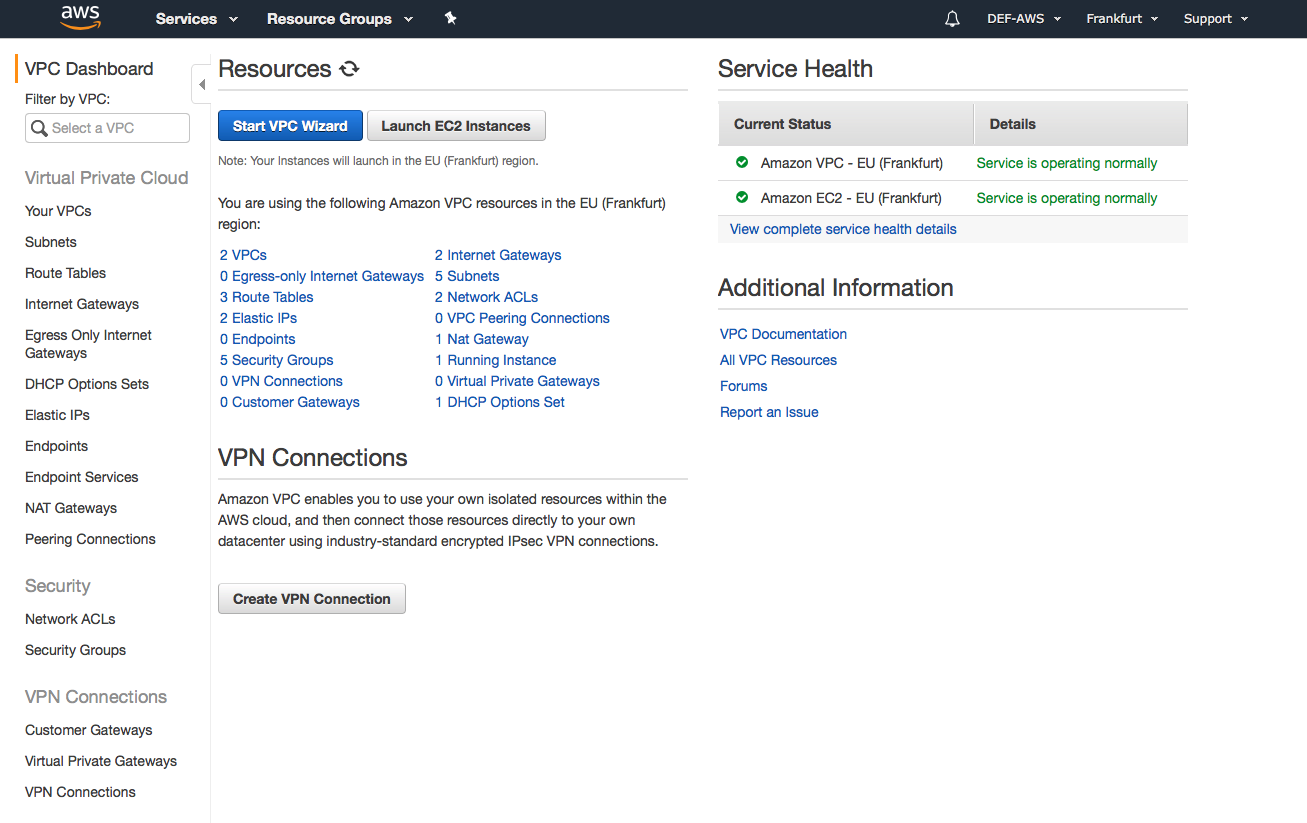 aws
Services
Resource Groups
DEF-AWS
Frankfurt
Support
VPC Dashboard
Filter by VPC:
Select a VPC
Virtual Private Cloud
Your VPCs
Subnets
Route Tables
Internet Gateways
Egress Only Internet
Gateways
DHCP Options Sets
Elastic IPs
Endpoints
Endpoint Services
NAT Gateways
Peering Connections
Security
Network ACLs
Security Groups
VPN Connections
Customer Gateways
Virtual Private Gateways
VPN Connections
Resources
Start VPC Wizard
Launch EC2 Instances
Note: Your Instances will launch in the EU (Frankfurt) region.
You are using the following Amazon VPC resources in the EU (Frankfurt)
region:
2 VPCs
2 Internet Gateways
0 Egress-only Internet Gateways
5 Subnets
3 Route Tables
2 Network ACLs
2 Elastic IPs
0 VPC Peering Connections
0 Endpoints
1 Nat Gateway
5 Security Groups
1 Running Instance
0 VPN Connections
0 Virtual Private Gateways
0 Customer Gateways
1 DHCP Options Set
VPN Connections
Amazon VPC enables you to use your own isolated resources within the
AWS cloud, and then connect those resources directly to your own
datacenter using industry-standard encrypted IPsec VPN connections.
Create VPN Connection
Service Health
Current Status
Details
Amazon VPC - EU (Frankfurt)
Service is operating normally
Amazon EC2 - EU (Frankfurt)
Service is operating normally
View complete service health details
Additional Information
VPC Documentation
All VPC Resources
Forums
Report an Issue